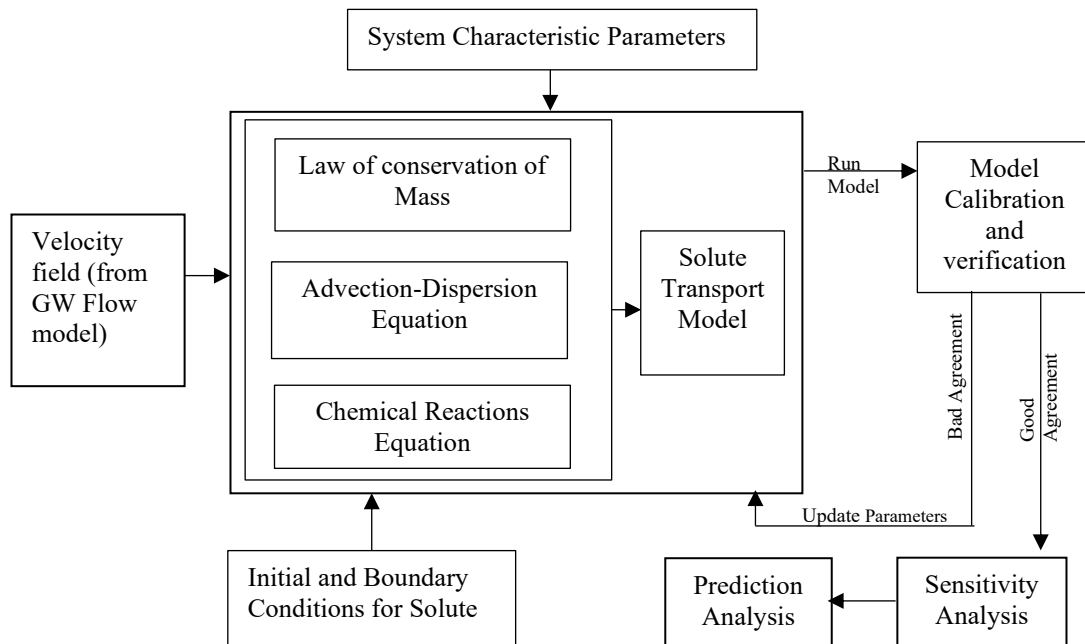 System Characteristic Parameters
Law of conservation of
Mass
Advection-Dispersion
Equation
Chemical Reactions
Equation
Velocity
field (from
GW Flow
model)
Solute
Transport
Model
Run
Model
Model
Calibration
and
verification
Bad Agreement
Good
Agreement
Update Parameters
Initial and Boundary
Conditions for Solute
Prediction
Analysis
Sensitivity
Analysis